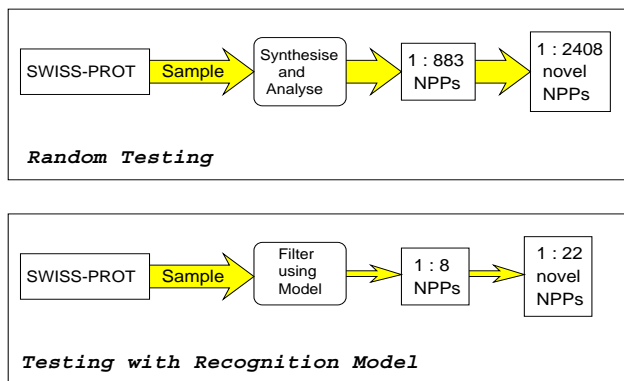 SWISS-PROT
Sample
Synthesise
and
Analyse
1 : 883
NPPs
1 : 2408
novel
NPPs
Random Testing
SWISS-PROT
Sample
Filter
using
Model
1 : 8
NPPs
1 : 22
novel
NPPs
Testing with Recognition Model